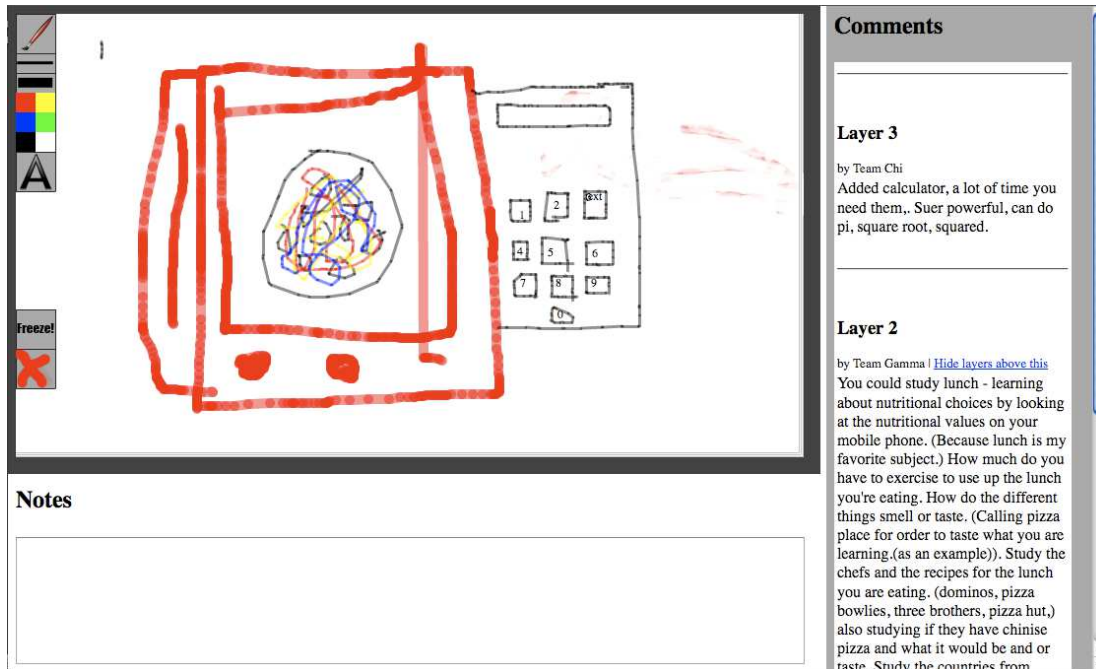 A
Freeze!
1
2
ext
4
5
6
7
8
9
0
Notes
Comments
Layer 3
by Team Chi
Added calculator, a lot of time you
need them,. Suer powerful, can do
pi, square root, squared.
Layer 2
by Team Gamma | Hide layers above this
You could study lunch - learning
about nutritional choices by looking
at the nutritional values on your
mobile phone. (Because lunch is my
favorite subject.) How much do you
have to exercise to use up the lunch
you're eating. How do the different
things smell or taste. (Calling pizza
place for order to taste what you are
learning.(as an example)). Study the
chefs and the recipes for the lunch
you are eating. (dominos, pizza
bowlies, three brothers, pizza hut,)
also studying if they have chinise
pizza and what it would be and or
taste. Study the countries from